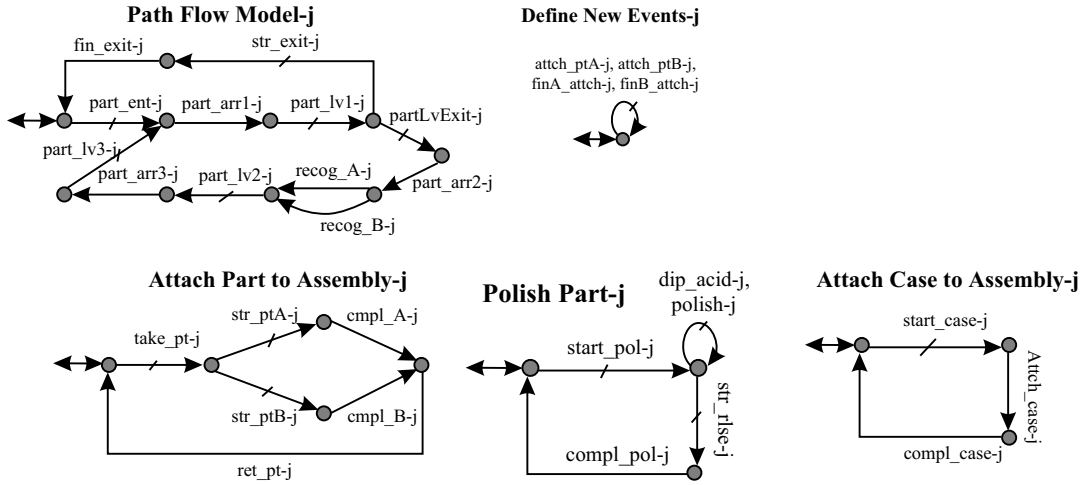 Path Flow Model-j
Define New Events-j
fin_exit-j
str_exit-j
attch_ptA-j, attch_ptB-j,
finA_attch-j, finB_attch-j
part_ent-j
part_arr1-j
part_lv1-j
partLvExit-j
part_lv3-j
part_arr3-j
part_lv2-j
recog_A-j
part_arr2-j
recog_B-j
Attach Part to Assembly-j
Polish Part-j
Attach Case to Assembly-j
take_pt-j
str_ptA-j
cmpl_A-j
str_ptB-j
cmpl_B-j
ret_pt-j
dip_acid-j,
polish-j
start_pol-j
str_rlse-j
compl_pol-j
start_case-j
Attch_case-j
compl_case-j